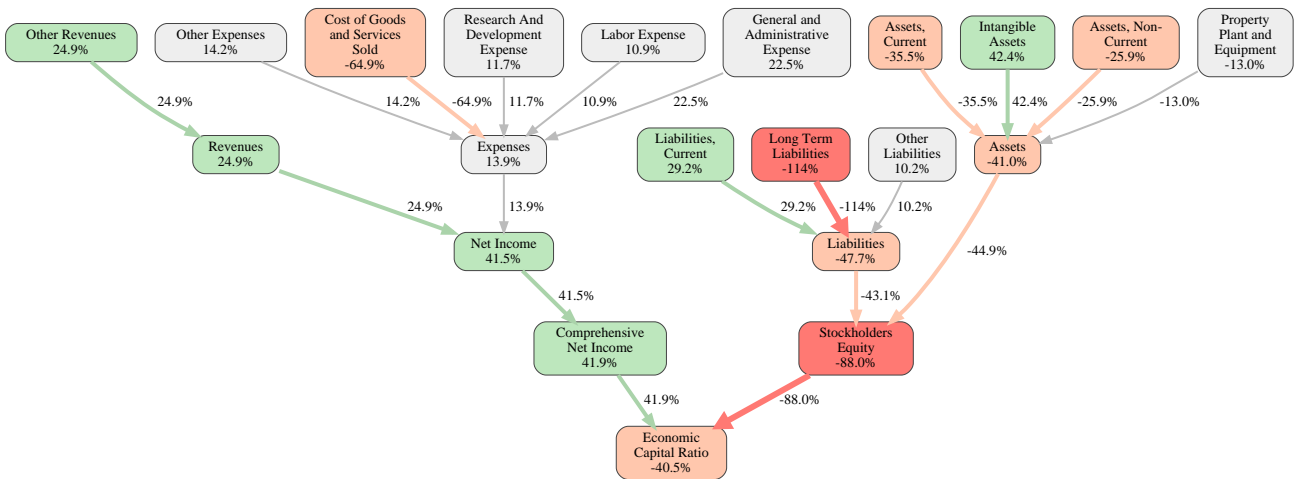 Other Revenues
24.9%
Other Expenses
14.2%
Cost of Goods
and Services
Sold
-64.9%
Research And
Development
Expense
11.7%
Labor Expense
10.9%
General and
Administrative
Expense
22.5%
Assets,
Current
-35.5%
Intangible
Assets
42.4%
Assets, Non-
Current
-25.9%
Property
Plant and
Equipment
-13.0%
24.9%
14.2%
-64.9%
11.7%
10.9%
22.5%
-35.5%
42.4%
-25.9%
-13.0%
Revenues
24.9%
Expenses
13.9%
Liabilities,
Current
29.2%
Long Term
Liabilities
-114%
Other
Liabilities
10.2%
Assets
-41.0%
24.9%
13.9%
29.2%
-114%
10.2%
-44.9%
Net Income
41.5%
Liabilities
-47.7%
41.5%
-43.1%
Comprehensive
Net Income
41.9%
Stockholders
Equity
-88.0%
41.9%
-88.0%
Economic
Capital Ratio
-40.5%